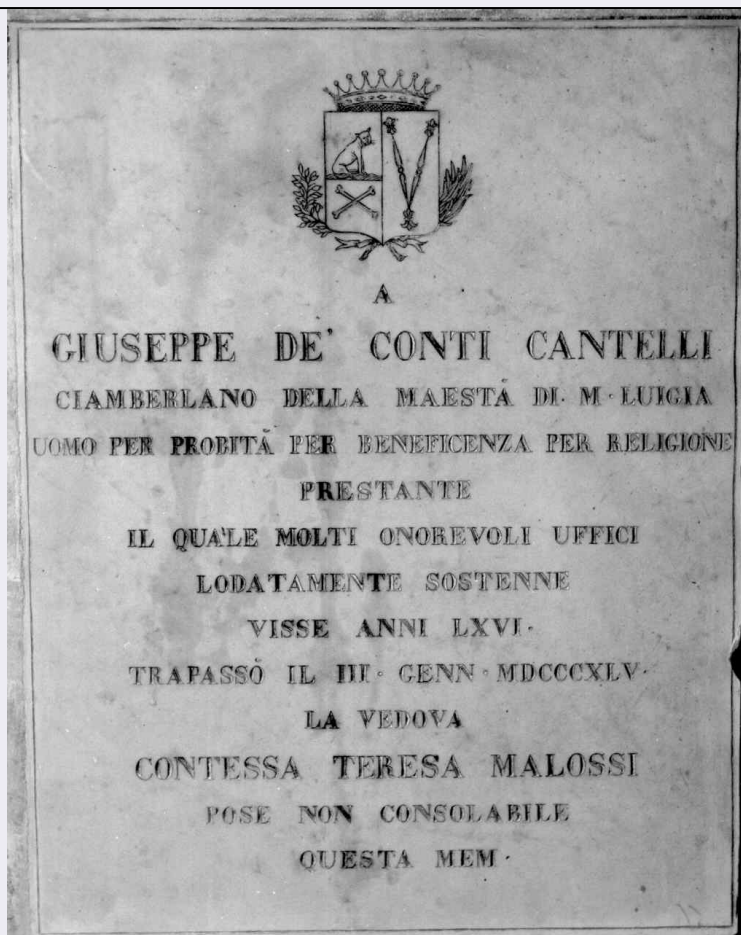 A
GIUSEPPE DE' CONTI CANTELLI
CIAMBERLANO DELLA MAESTÀ DI · M · LUIGIA
UOMO PER PROBITÀ PER BENEFICENZA PER RELIGIONE
PRESTANTE
IL QUALE MOLTI ONOREVOLI UFFICI
LODATAMENTE SOSTENNE
VISSE ANNI LXVI ·
TRAPASSÒ IL III · GENN · MDCCCXLV ·
LA VEDOVA
CONTESSA TERESA MALOSSI
POSE NON CONSOLABILE
QUESTA MEM ·